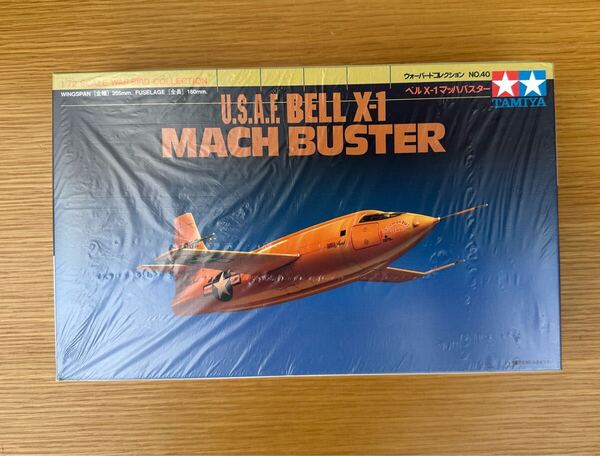 1/72 SCALE WAR BIRD COLLECTION
WINGSPAN [全幅] 205mm. FUSELAGE [全長] 180mm.
ウォーバードコレクション NO.40
ベル X-1 マッハバスター
TAMIYA
U.S.A.F. BELL X-1
MACH BUSTER